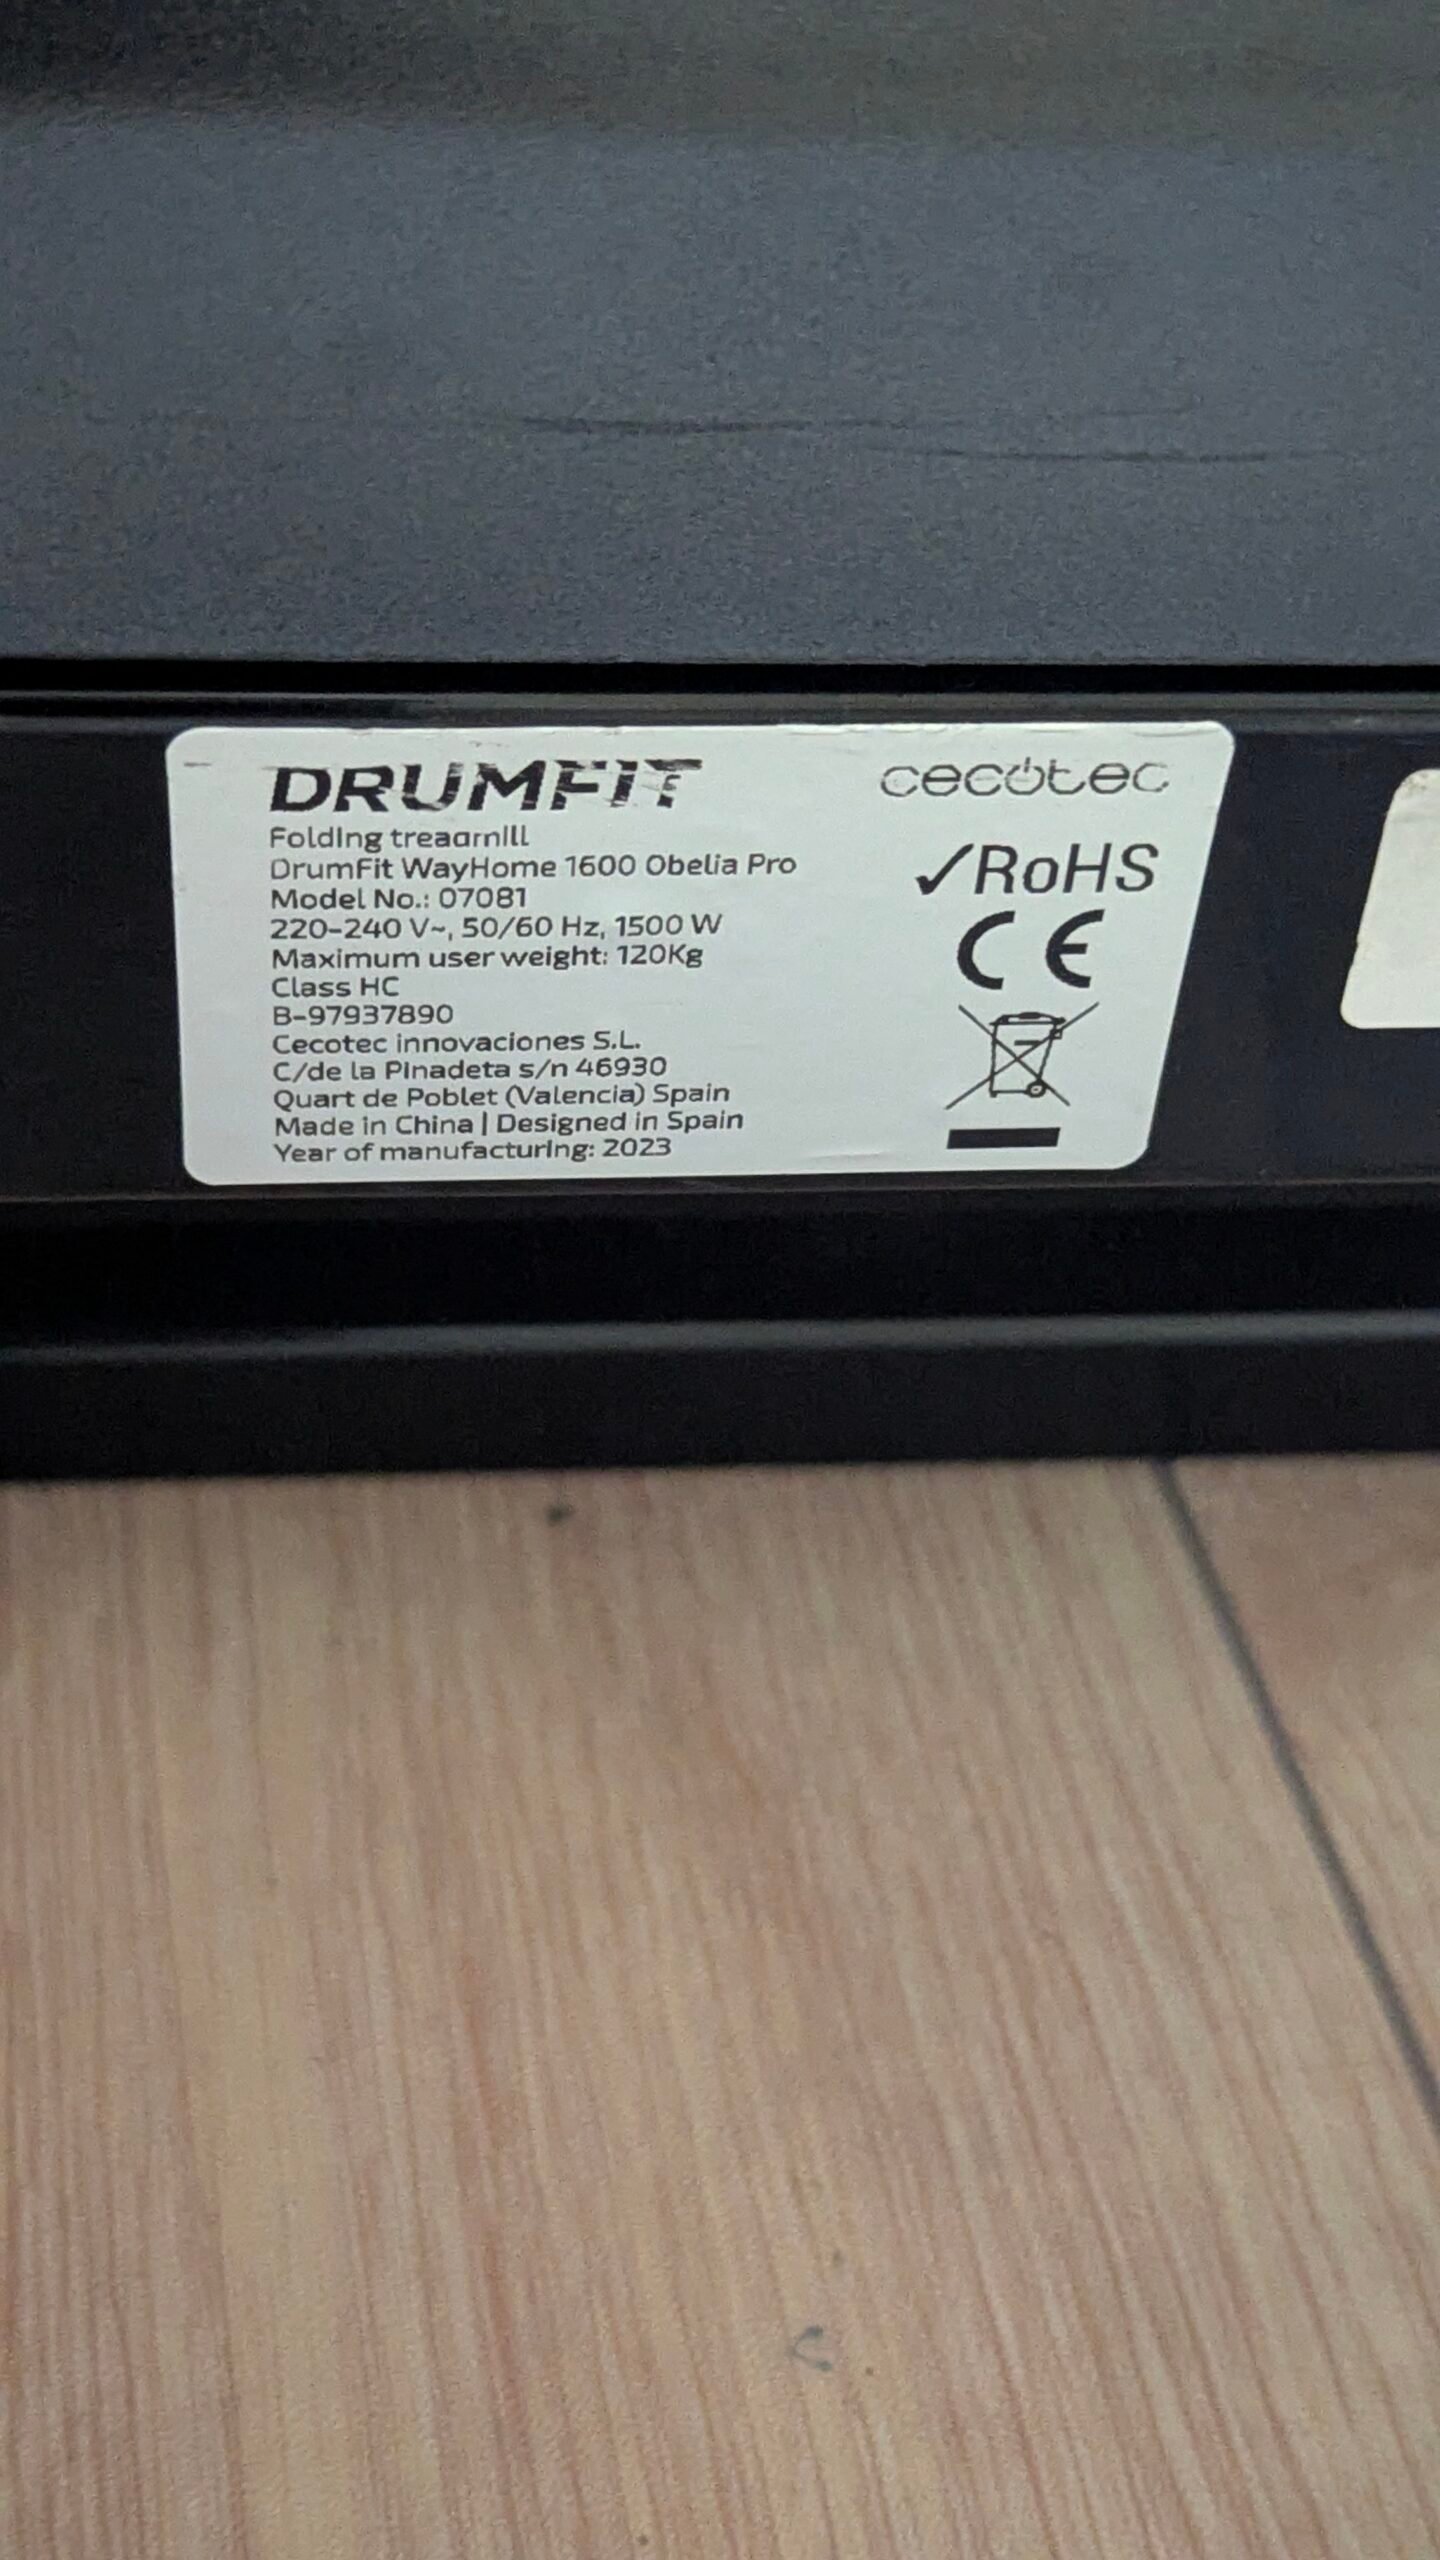 DRUMFIT
cecotec
Folding treadmill
DrumFit WayHome 1600 Obelia Pro
Model No.: 07081
220-240 V~, 50/60 Hz, 1500 W
Maximum user weight: 120Kg
Class HC
B-97937890
Cecotec innovaciones S.L.
C/de la Pinadeta s/n 46930
Quart de Poblet (Valencia) Spain
Made in China | Designed in Spain
Year of manufacturing: 2023
✓RoHS
CE